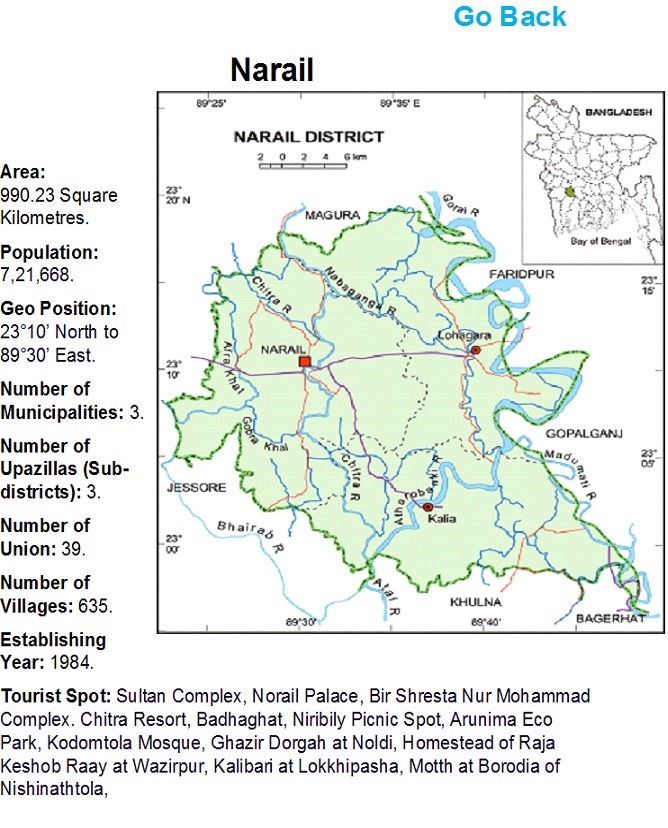 Go Back
Narail
Area:
990.23 Square
Kilometres.
Population:
7,21,668.
Geo Position:
23°10’ North to
89°30’ East.
Number of
Municipalities: 3.
Number of
Upazillas (Sub-
districts): 3.
Number of
Union: 39.
Number of
Villages: 635.
Establishing
Year: 1984.
89°25'
89°35' E
NARAIL DISTRICT
2 0 2 4 6 km
BANGLADESH
Bay of Bengal
23°
20' N
MAGURA
Gorai R
FARIDPUR
23°
15'
Chitra R
Nabaganga R
Lohagara
NARAIL
Afra Khal
23°
10'
GOPALGANJ
Gobra Khal
Chitra R
Madumati R
23°
05'
JESSORE
Kalia
Bhairab R
23°
00'
Atai R
KHULNA
BAGERHAT
89°30'
89°40'
Tourist Spot: Sultan Complex, Norail Palace, Bir Shresta Nur Mohammad
Complex. Chitra Resort, Badhaghat, Niribily Picnic Spot, Arunima Eco
Park, Kodomtola Mosque, Ghazir Dorgah at Noldi, Homestead of Raja
Keshob Raay at Wazirpur, Kalibari at Lokkhipasha, Motth at Borodia of
Nishinathtola,